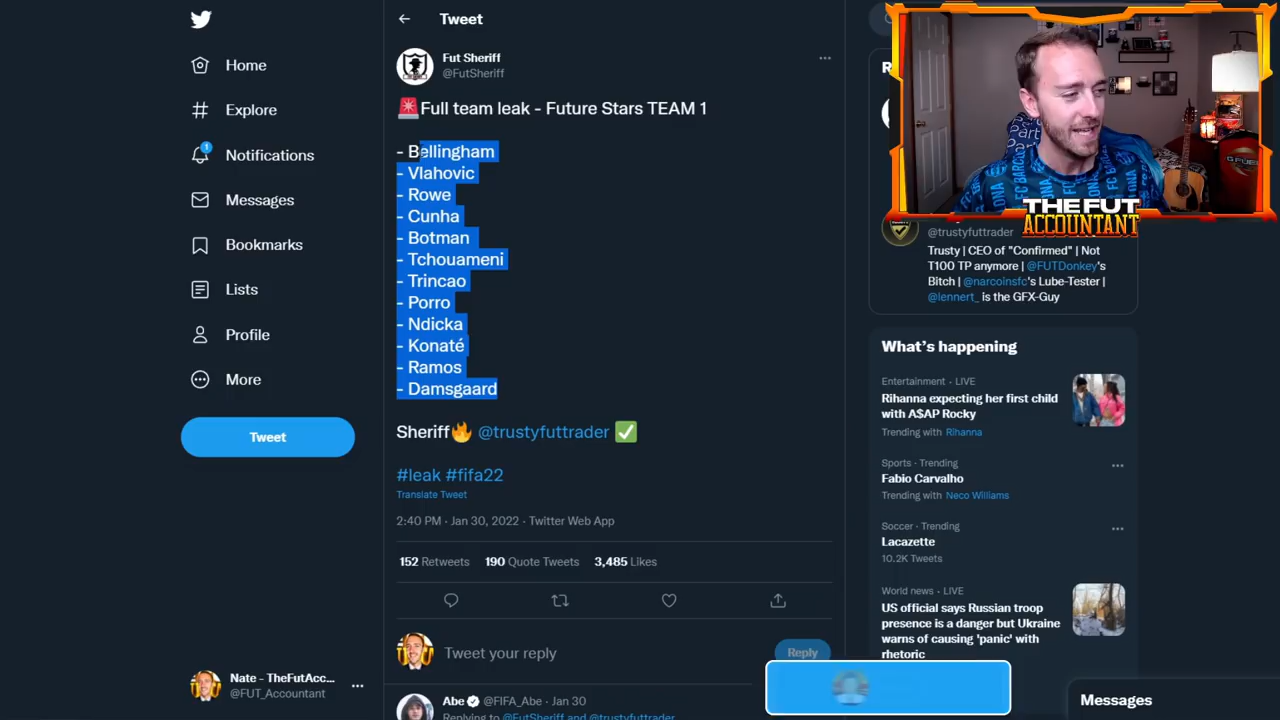 Home
Explore
1
Notifications
Messages
Bookmarks
Lists
Profile
More
Tweet
Nate - TheFutAcc...
@FUT_Accountant
Tweet
Fut Sheriff
@FutSheriff
🚨Full team leak - Future Stars TEAM 1
- Bellingham
- Vlahovic
- Rowe
- Cunha
- Botman
- Tchouameni
- Trincao
- Porro
- Ndicka
- Konaté
- Ramos
- Damsgaard
Sheriff🔥 @trustyfuttrader ✅
#leak #fifa22
Translate Tweet
2:40 PM · Jan 30, 2022 · Twitter Web App
152 Retweets 190 Quote Tweets 3,485 Likes
Tweet your reply
Reply
Abe @FIFA_Abe · Jan 30
Replying to @FutSheriff and @trustyfuttrader
THE FUT
ACCOUNTANT
@trustyfuttrader
Trusty | CEO of "Confirmed" | Not
T100 TP anymore | @FUTDonkey's
Bitch | @narcoinsfc's Lube-Tester |
@lennert_ is the GFX-Guy
What's happening
Entertainment · LIVE
Rihanna expecting her first child
with A$AP Rocky
Trending with Rihanna
Sports · Trending
Fabio Carvalho
Trending with Neco Williams
Soccer · Trending
Lacazette
10.2K Tweets
World news · LIVE
US official says Russian troop
presence is a danger but Ukraine
warns of causing 'panic' with
rhetoric
Messages